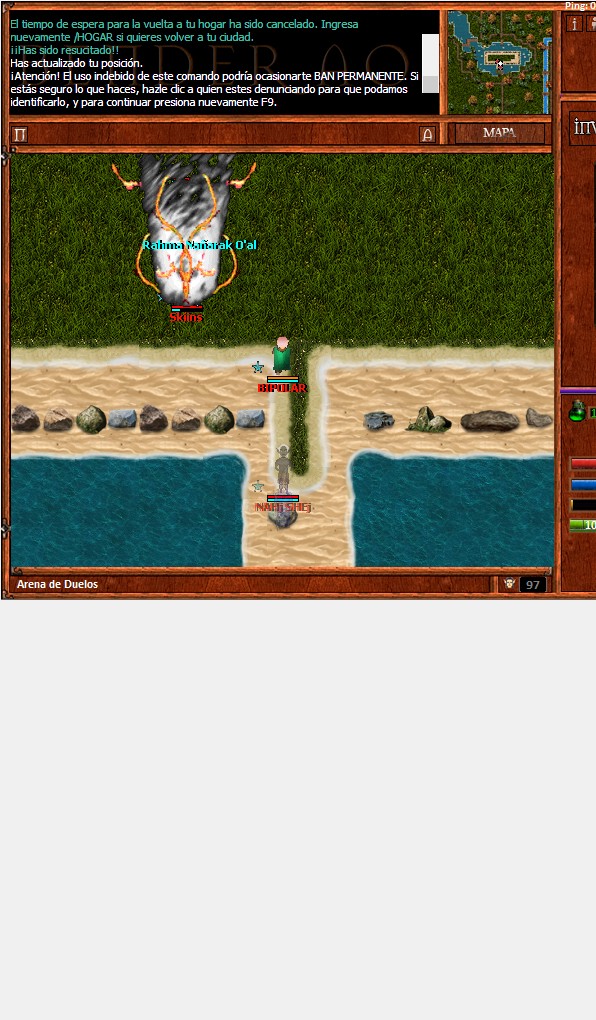 Ping: 0
El tiempo de espera para la vuelta a tu hogar ha sido cancelado. Ingresa
nuevamente /HOGAR si quieres volver a tu ciudad.
¡¡Has sido resucitado!!
Has actualizado tu posición.
¡Atención! El uso indebido de este comando podría ocasionarte BAN PERMANENTE. Si
estás seguro lo que haces, hazle clic a quien estes denunciando para que podamos
identificarlo, y para continuar presiona nuevamente F9.
MAPA
Rahma Nañarak O'al
Skiins
BIPOLAR
Arena de Duelos
97
10